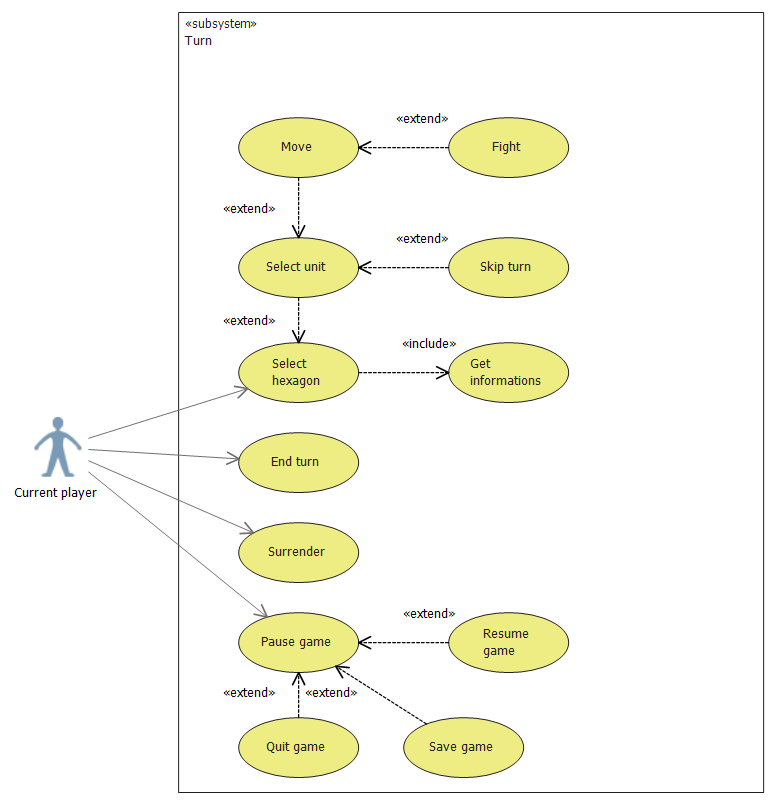 «subsystem»
Turn
«extend»
Move
Fight
«extend»
«extend»
Select unit
Skip turn
«extend»
«include»
Select
hexagon
Get
informations
End turn
Current player
Surrender
«extend»
Pause game
Resume
game
«extend»
«extend»
Quit game
Save game